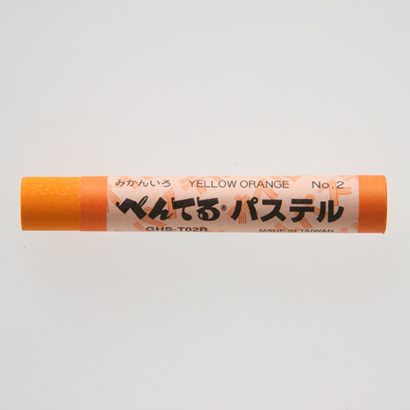 みかんいろ YELLOW ORANGE No.2
ぺんてる® パステル
GHS-T02R MADE IN TAIWAN